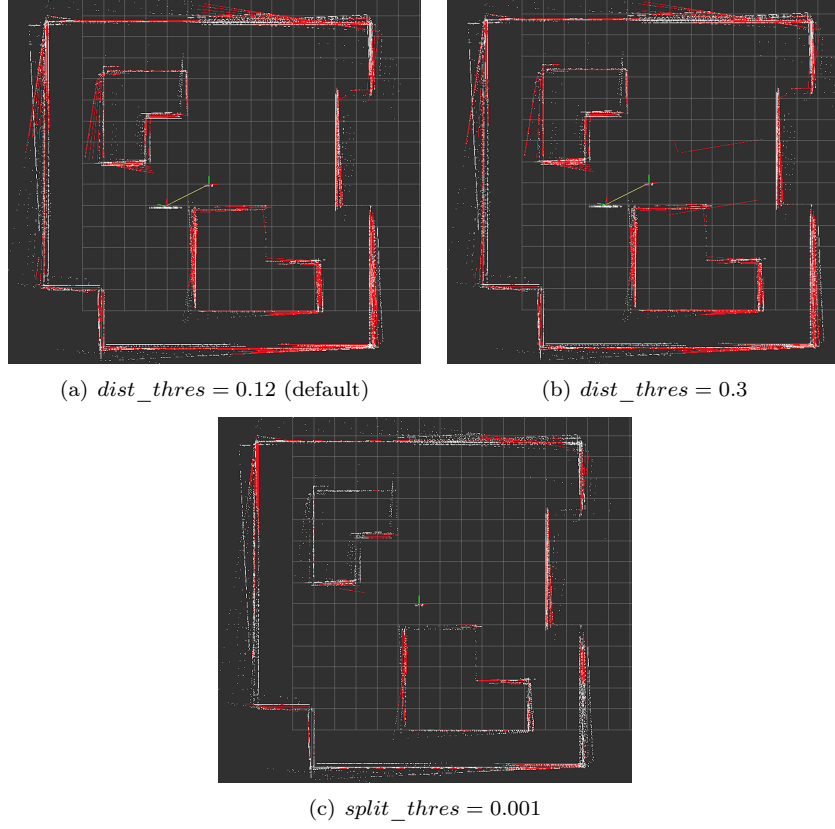 (a) dist_thres = 0.12 (default)
(b) dist_thres = 0.3
(c) split_thres = 0.001